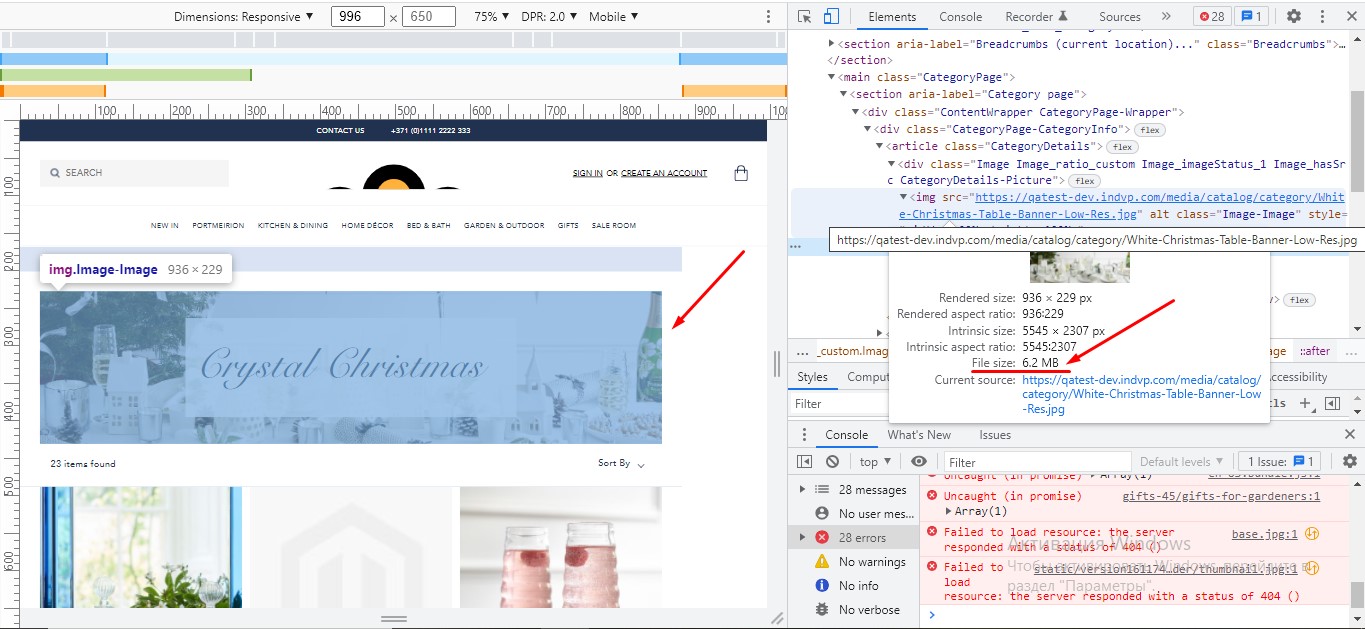 Dimensions: Responsive ▼ 996 × 650 75% ▼ DPR: 2.0 ▼ Mobile ▼
100 200 300 400 500 600 700 800 900
100 200 300 400 500 600
CONTACT US +371 (0)1111 2222 333
SEARCH
SIGN IN OR CREATE AN ACCOUNT
NEW IN PORTMEIRION KITCHEN & DINING HOME DÉCOR BED & BATH GARDEN & OUTDOOR GIFTS SALE ROOM
img.Image-Image 936 × 229
Crystal Christmas
23 items found Sort By
Elements Console Recorder Sources » 28 1
<section aria-label="Breadcrumbs (current location)..." class="Breadcrumbs">…
</section>
<main class="CategoryPage">
<section aria-label="Category page">
<div class="ContentWrapper CategoryPage-Wrapper">
<div class="CategoryPage-CategoryInfo"> flex
<article class="CategoryDetails"> flex
<div class="Image Image_ratio_custom Image_imageStatus_1 Image_hasSr
c CategoryDetails-Picture"> flex
<img src="https://qatest-dev.indvp.com/media/catalog/category/Whit
e-Christmas-Table-Banner-Low-Res.jpg" alt class="Image-Image" style=
https://qatest-dev.indvp.com/media/catalog/category/White-Christmas-Table-Banner-Low-Res.jpg
Rendered size: 936 × 229 px
flex
Rendered aspect ratio: 936:229
Intrinsic size: 5545 × 2307 px
Intrinsic aspect ratio: 5545:2307
File size: 6.2 MB
Current source: https://qatest-dev.indvp.com/media/catalog/
category/White-Christmas-Table-Banner-Low
-Res.jpg
… _custom.Imag age ::after …
Styles Comput ccessibility
Filter ls
Console What's New Issues
top ▼ Filter Default levels ▼ 1 Issue: 1
28 messages
No user mes...
28 errors
No warnings
No info
No verbose
Uncaught (in promise) ▶Array(1)
Uncaught (in promise) gifts-45/gifts-for-gardeners:1
▶Array(1)
Failed to load resource: the server base.jpg:1
responded with a status of 404 ()
Failed to static/version161174…der/thumbnail.jpg:1
load
resource: the server responded with a status of 404 ()
Активация Windows
Чтобы активировать Windows, перейдите в
раздел "Параметры".